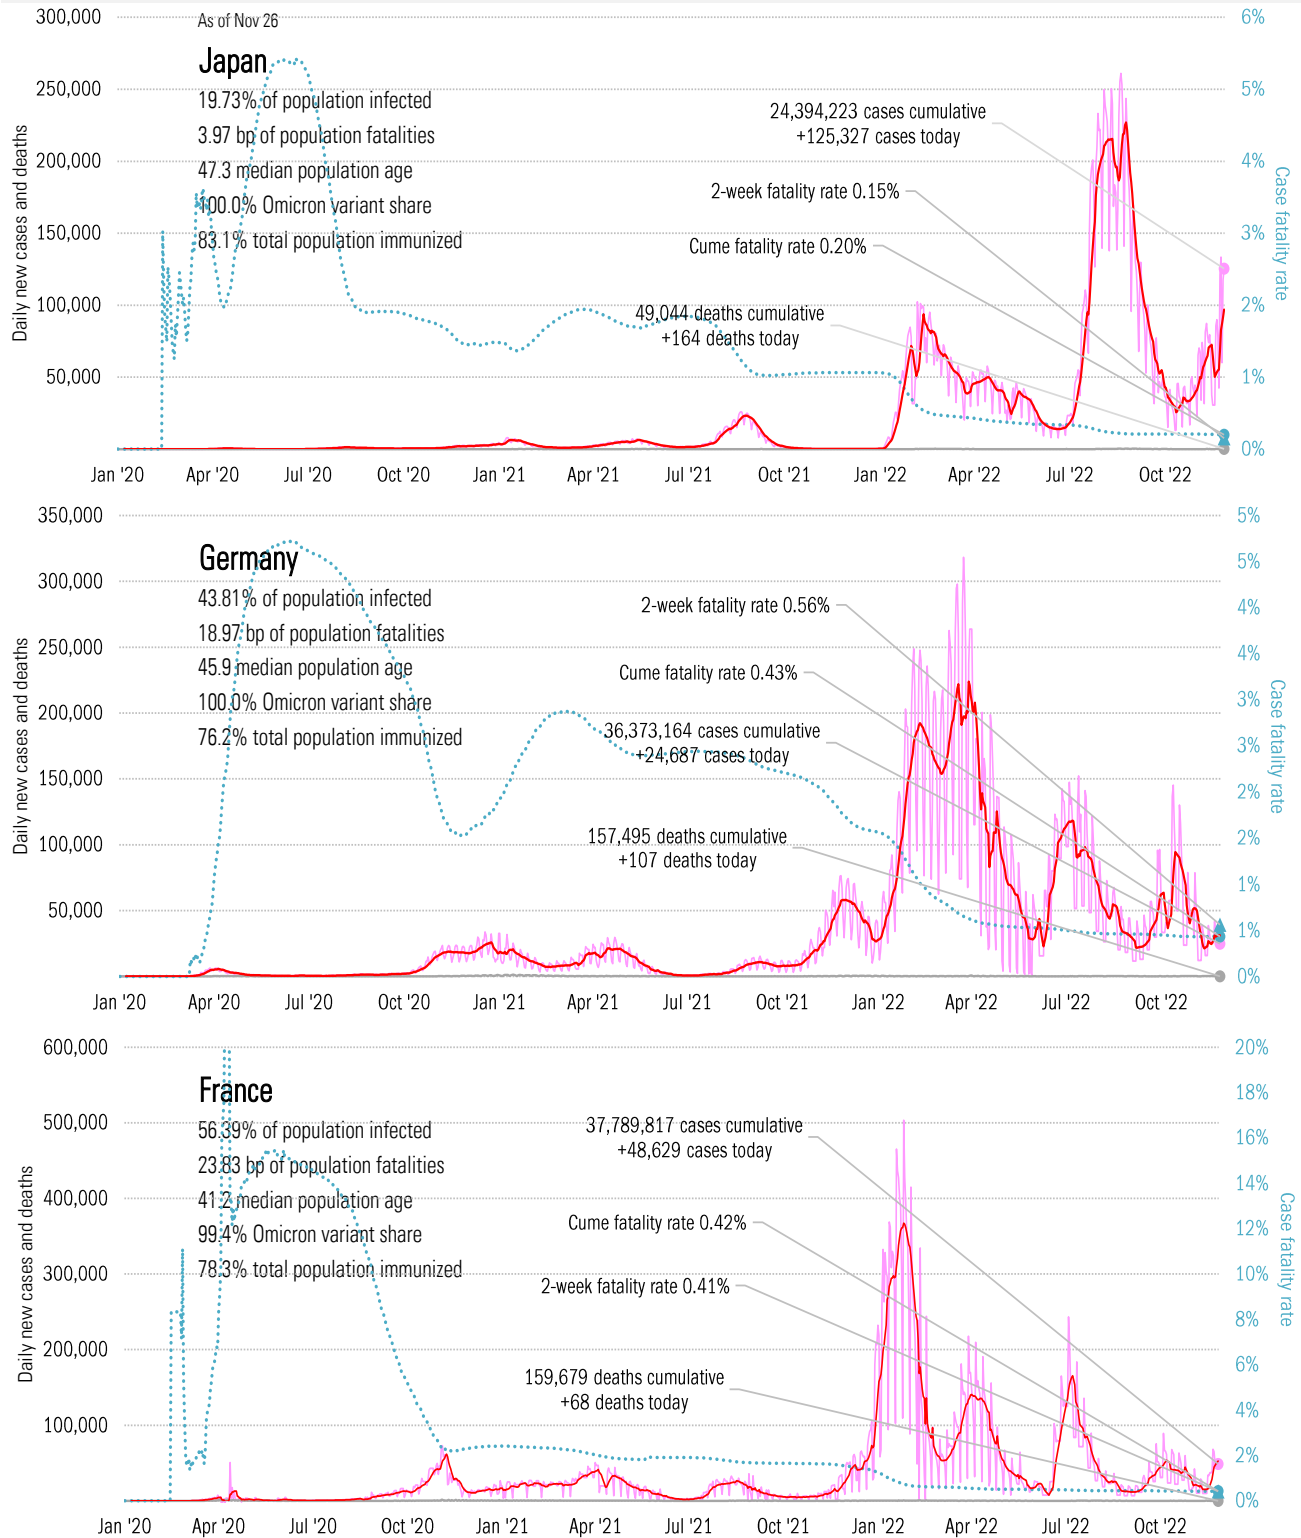 300,000
As of Nov 26
6%
Japan
19.73% of population infected
3.97 bp of population fatalities
47.3 median population age
100.0% Omicron variant share
83.1% total population immunized
250,000
200,000
150,000
100,000
50,000
Daily new cases and deaths
24,394,223 cases cumulative
+125,327 cases today
2-week fatality rate 0.15%
Cume fatality rate 0.20%
49,044 deaths cumulative
+164 deaths today
5%
4%
3%
2%
1%
0%
Case fatality rate
Jan '20
Apr '20
Jul '20
Oct '20
Jan '21
Apr '21
Jul '21
Oct '21
Jan '22
Apr '22
Jul '22
Oct '22
350,000
300,000
250,000
200,000
150,000
100,000
50,000
Daily new cases and deaths
Germany
43.81% of population infected
18.97 bp of population fatalities
45.9 median population age
100.0% Omicron variant share
76.2% total population immunized
2-week fatality rate 0.56%
Cume fatality rate 0.43%
36,373,164 cases cumulative
+24,687 cases today
157,495 deaths cumulative
+107 deaths today
5%
5%
4%
4%
3%
3%
2%
2%
1%
1%
0%
Case fatality rate
Jan '20
Apr '20
Jul '20
Oct '20
Jan '21
Apr '21
Jul '21
Oct '21
Jan '22
Apr '22
Jul '22
Oct '22
600,000
500,000
400,000
300,000
200,000
100,000
Daily new cases and deaths
France
56.39% of population infected
23.83 bp of population fatalities
41.2 median population age
99.4% Omicron variant share
78.3% total population immunized
37,789,817 cases cumulative
+48,629 cases today
Cume fatality rate 0.42%
2-week fatality rate 0.41%
159,679 deaths cumulative
+68 deaths today
20%
18%
16%
14%
12%
10%
8%
6%
4%
2%
0%
Case fatality rate
Jan '20
Apr '20
Jul '20
Oct '20
Jan '21
Apr '21
Jul '21
Oct '21
Jan '22
Apr '22
Jul '22
Oct '22